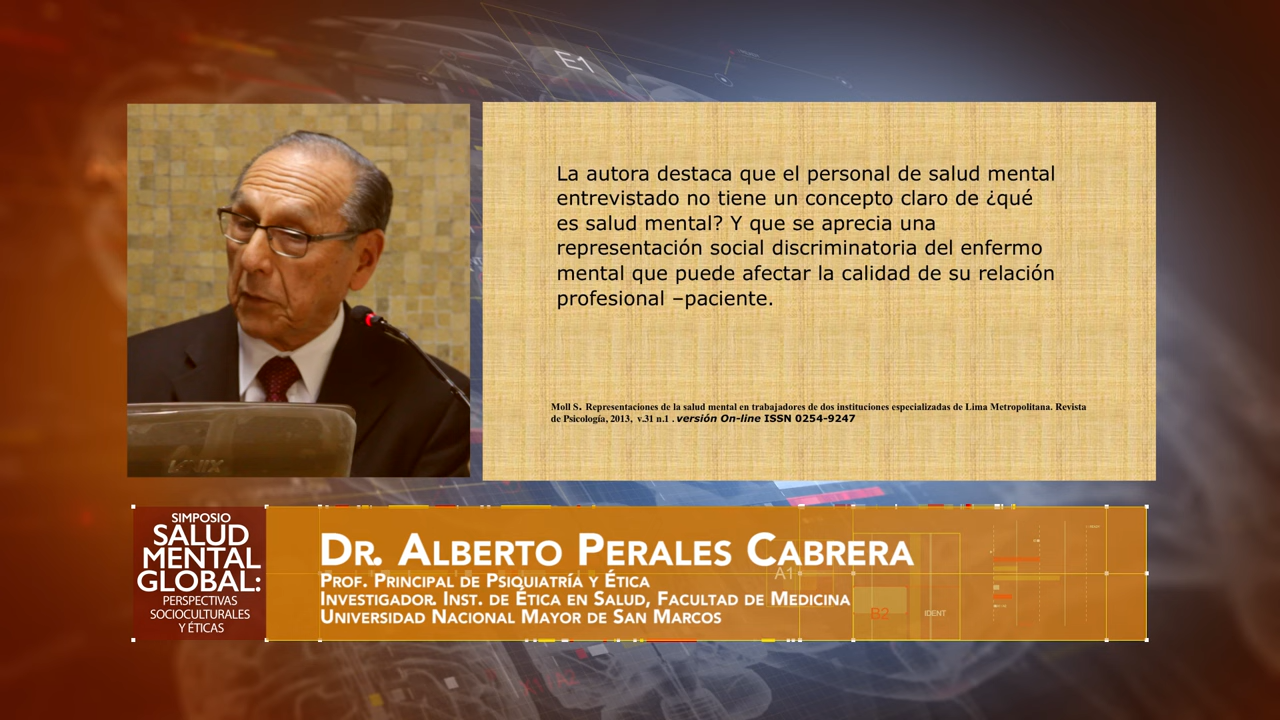 E1
La autora destaca que el personal de salud mental
entrevistado no tiene un concepto claro de ¿qué
es salud mental? Y que se aprecia una
representación social discriminatoria del enfermo
mental que puede afectar la calidad de su relación
profesional –paciente.
Moll S. Representaciones de la salud mental en trabajadores de dos instituciones especializadas de Lima Metropolitana. Revista
de Psicología, 2013, v.31 n.1 . versión On-line ISSN 0254-9247
SIMPOSIO
SALUD
MENTAL
GLOBAL:
PERSPECTIVAS
SOCIOCULTURALES
Y ÉTICAS
DR. ALBERTO PERALES CABRERA
PROF. PRINCIPAL DE PSIQUIATRÍA Y ÉTICA
INVESTIGADOR. INST. DE ÉTICA EN SALUD, FACULTAD DE MEDICINA
UNIVERSIDAD NACIONAL MAYOR DE SAN MARCOS
A1
B2
IDENT